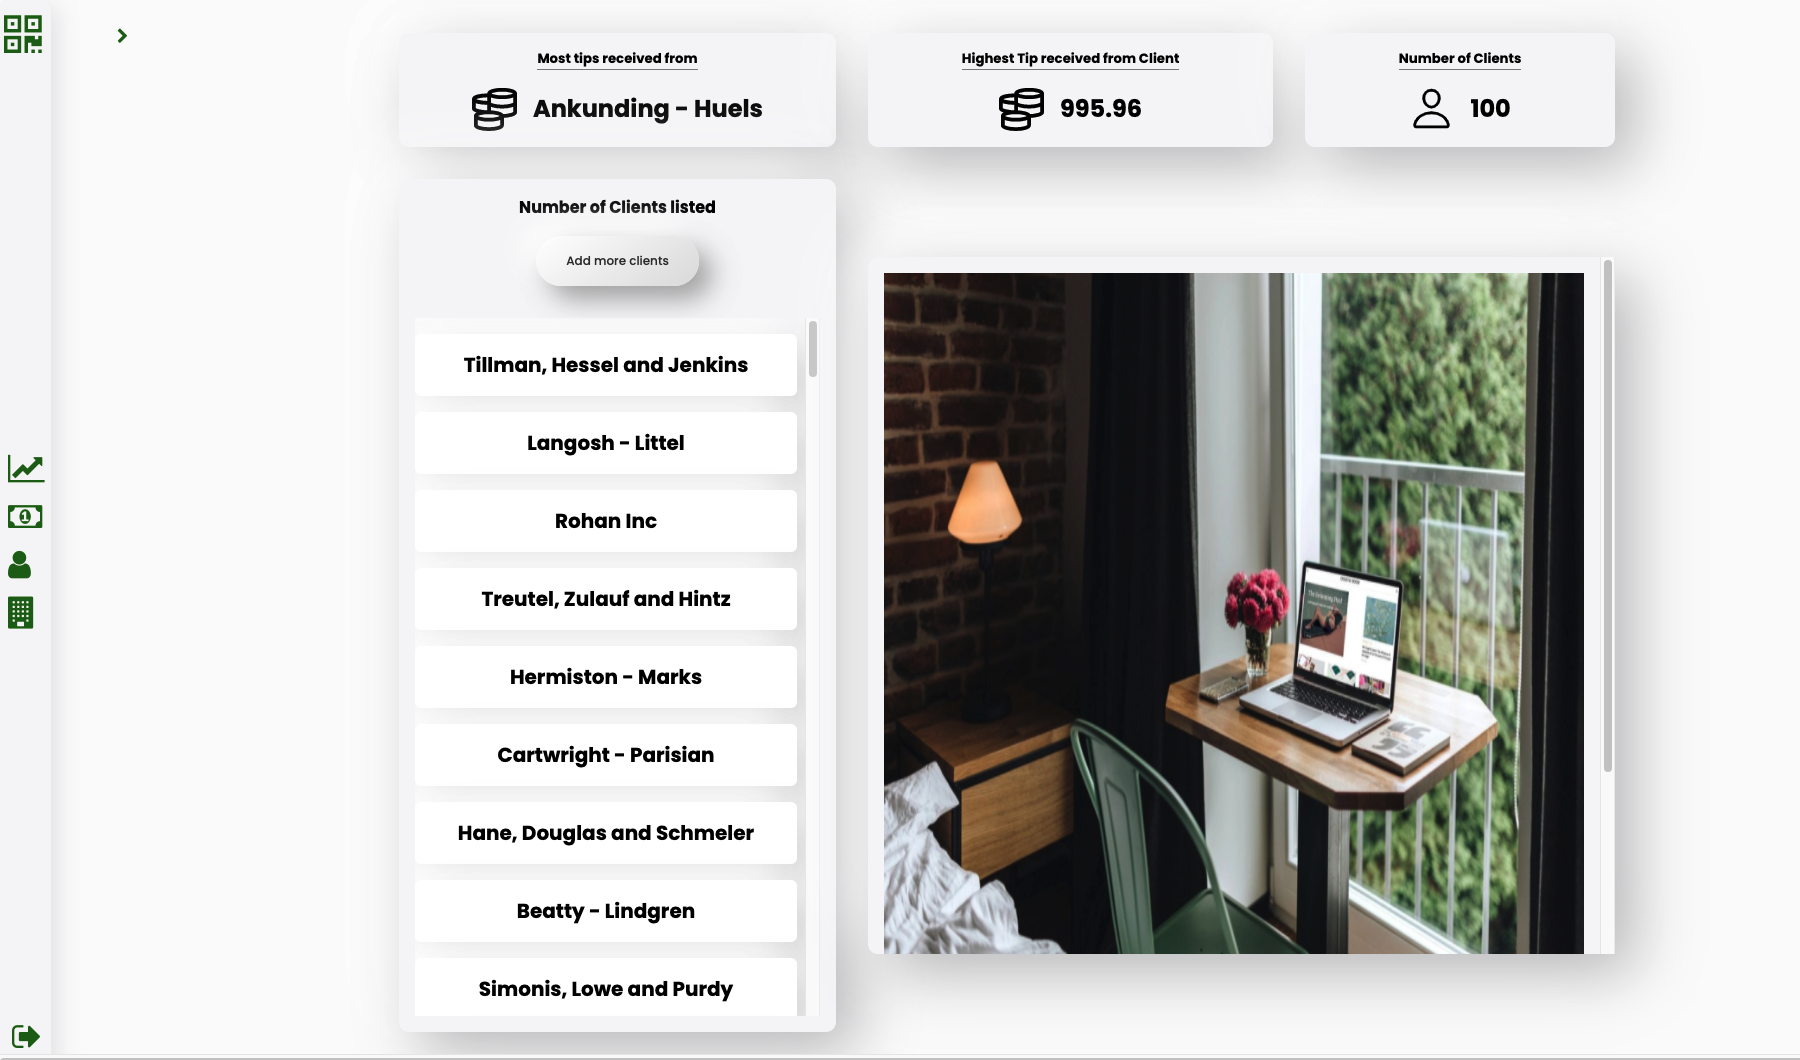 Most tips received from
Ankunding - Huels
Highest Tip received from Client
995.96
Number of Clients
100
Number of Clients listed
Add more clients
Tillman, Hessel and Jenkins
Langosh - Littel
Rohan Inc
Treutel, Zulauf and Hintz
Hermiston - Marks
Cartwright - Parisian
Hane, Douglas and Schmeler
Beatty - Lindgren
Simonis, Lowe and Purdy